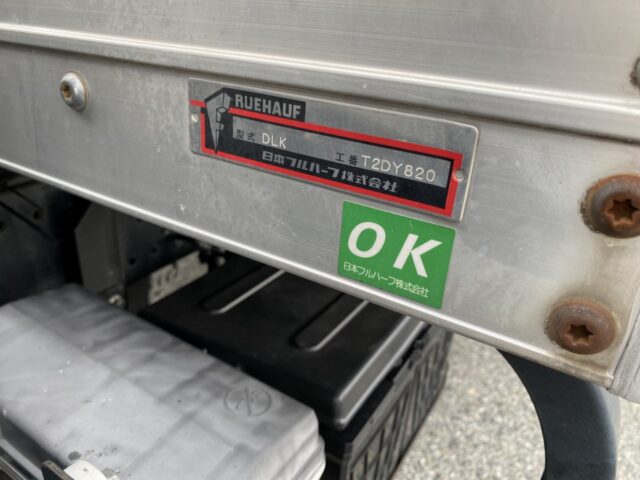 RUEHAUF
型式 DLK
工番 T2DY820
日本フルハーフ株式会社
OK
日本フルハーフ株式会社